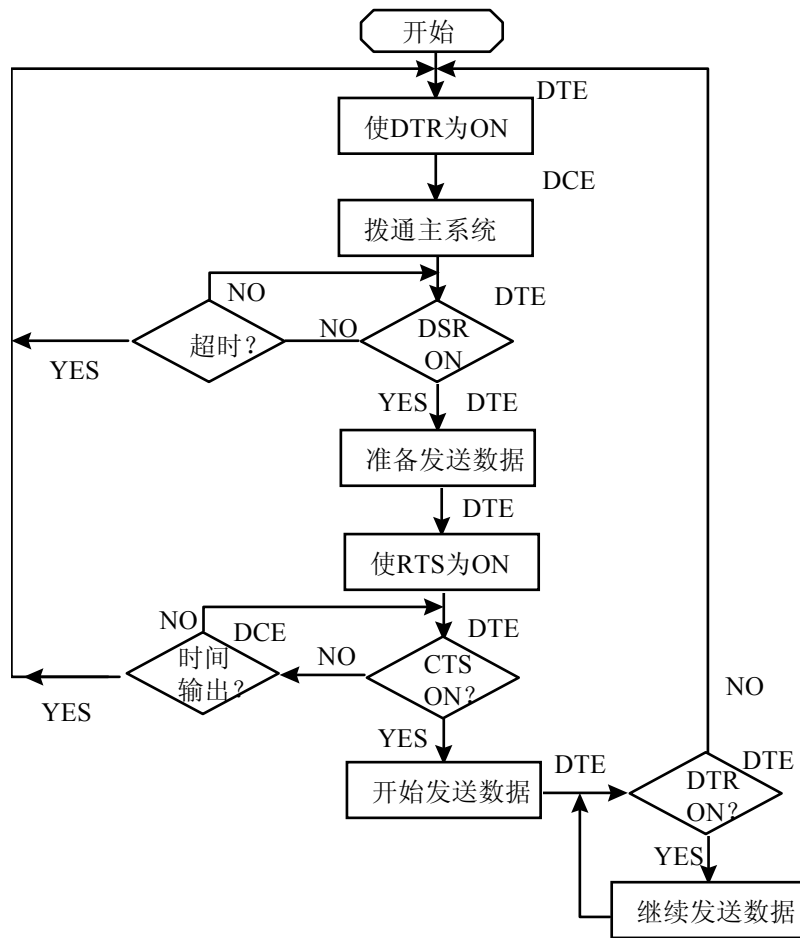 开始
DTE
使DTR为ON
DCE
拨通主系统
NO
DTE
超时？
NO
DSR
ON
YES
YES
DTE
准备发送数据
DTE
使RTS为ON
NO
DCE
DTE
时间
输出？
NO
CTS
ON？
YES
NO
YES
开始发送数据
DTE
DTE
DTR
ON？
YES
继续发送数据